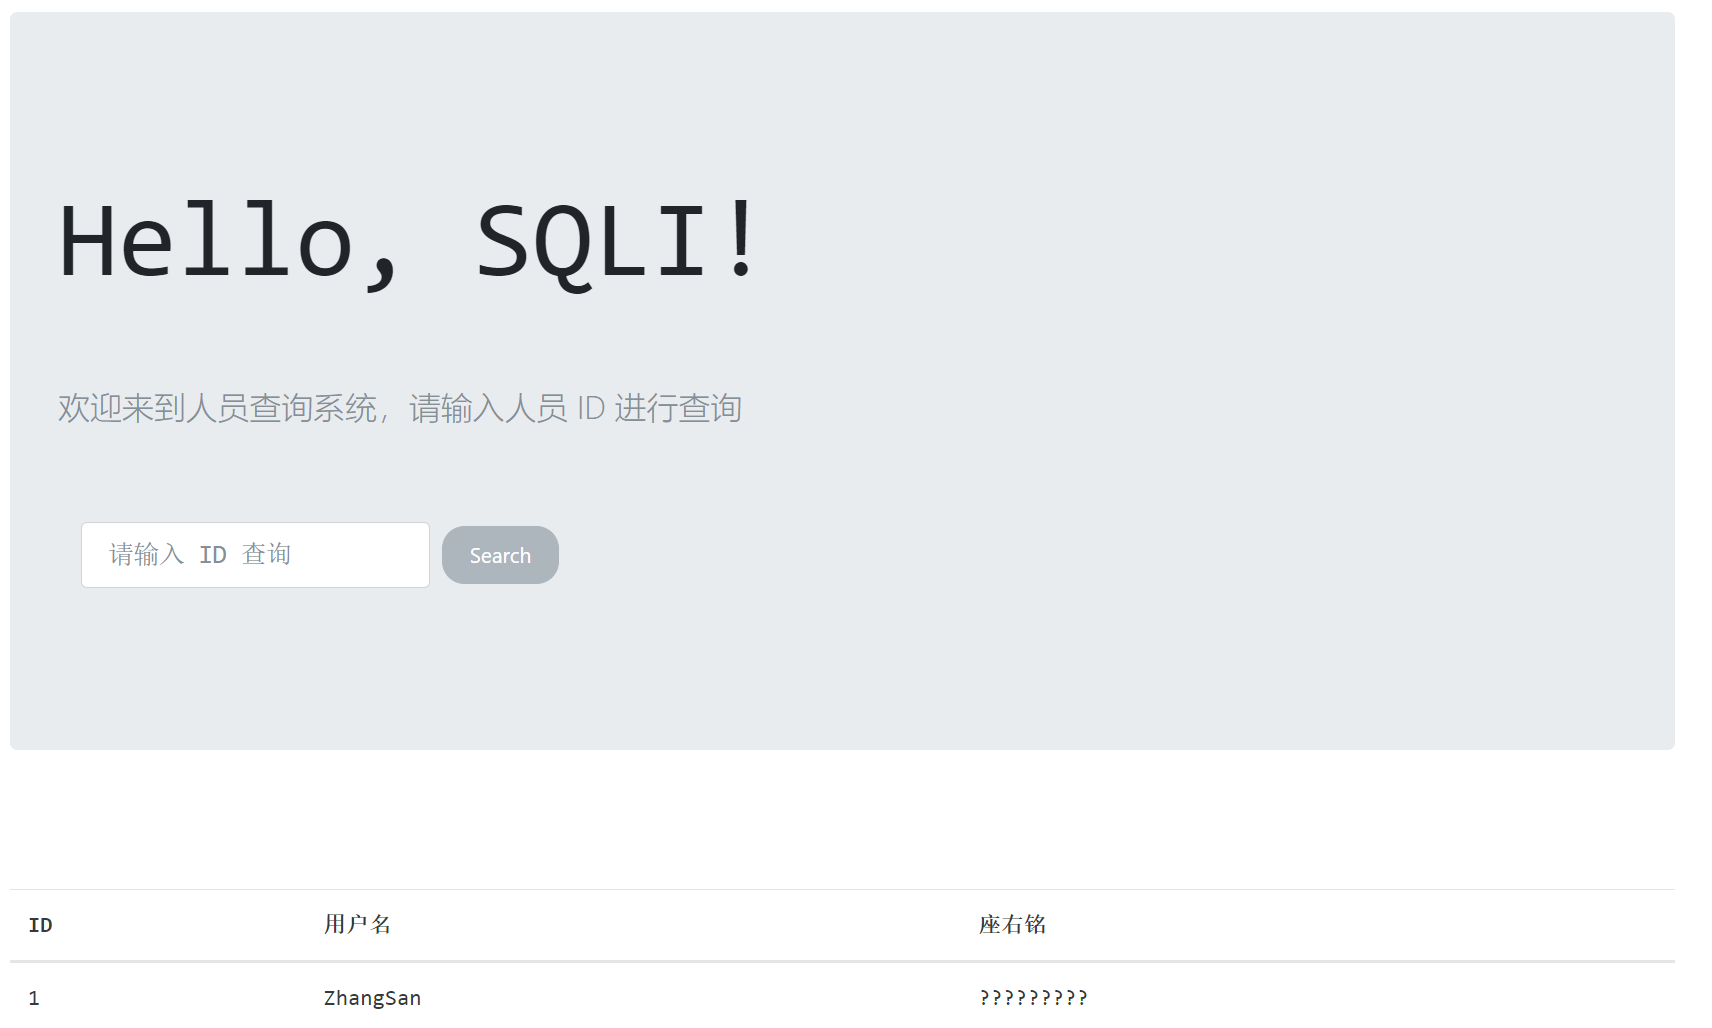 Hello, SQLI!
欢迎来到人员查询系统，请输入人员 ID 进行查询
请输入 ID 查询 Search
ID 用户名 座右铭
1 ZhangSan ?????????